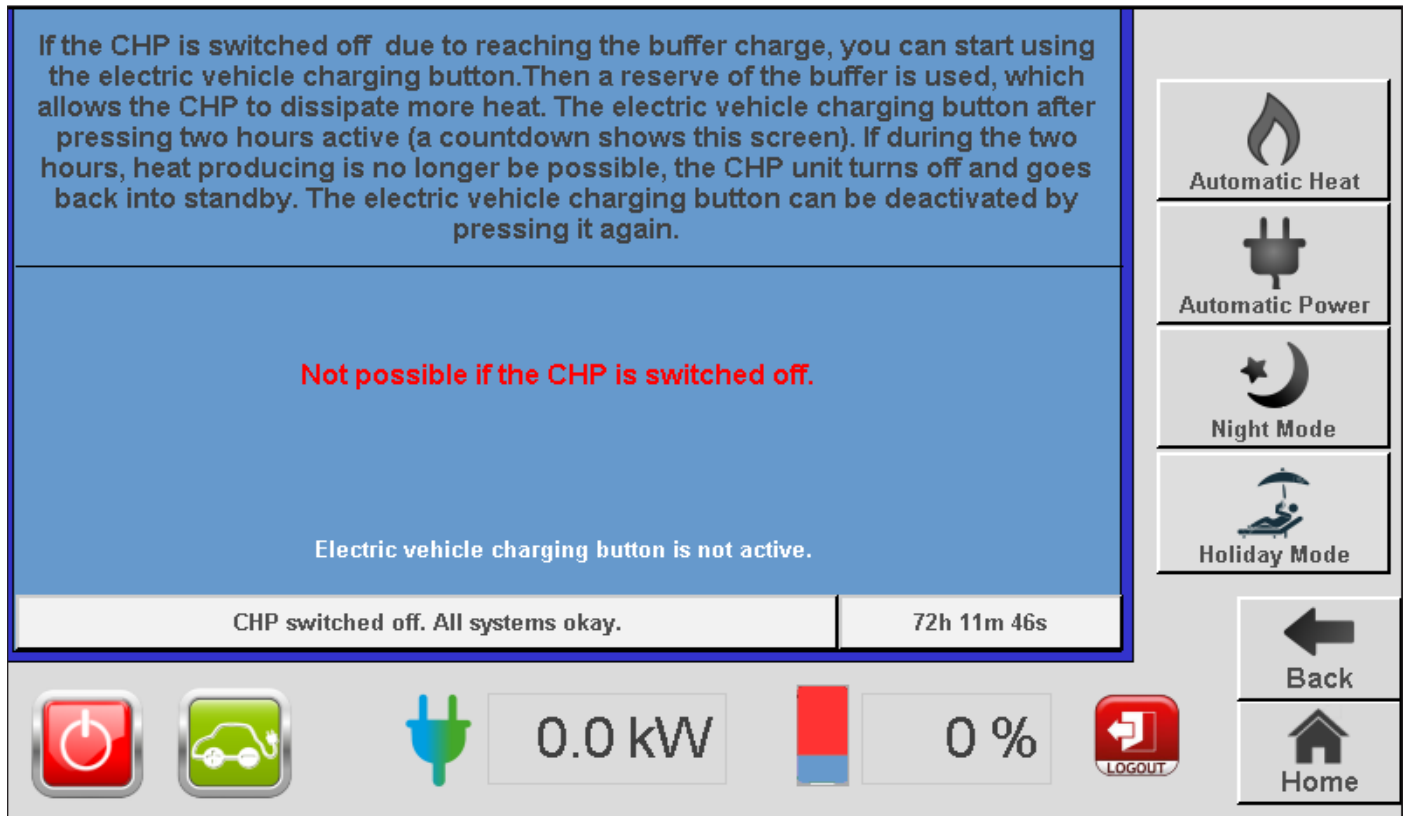 If the CHP is switched off  due to reaching the buffer charge, you can start using
the electric vehicle charging button.Then a reserve of the buffer is used, which
allows the CHP to dissipate more heat. The electric vehicle charging button after
pressing two hours active (a countdown shows this screen). If during the two
hours, heat producing is no longer be possible, the CHP unit turns off and goes
back into standby. The electric vehicle charging button can be deactivated by
pressing it again.
Not possible if the CHP is switched off.
Electric vehicle charging button is not active.
CHP switched off. All systems okay.
72h 11m 46s
Automatic Heat
Automatic Power
Night Mode
Holiday Mode
Back
Home
0.0 kW
0 %
LOGOUT